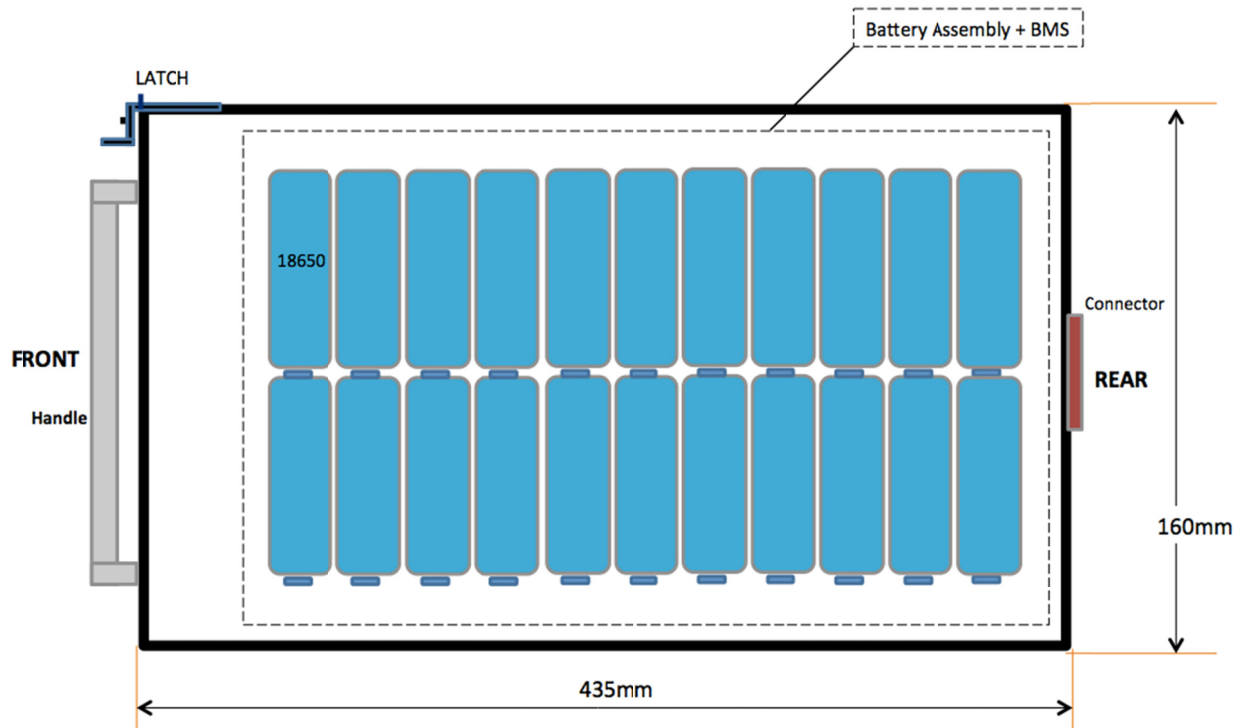 Battery Assembly + BMS
LATCH
18650
Connector
FRONT
REAR
Handle
160mm
435mm